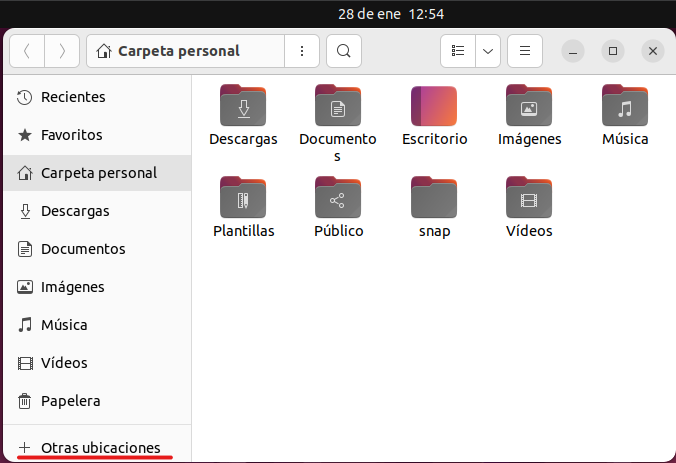 28 de ene 12:54
Carpeta personal
Recientes
Favoritos
Carpeta personal
Descargas
Documentos
Imágenes
Música
Vídeos
Papelera
Otras ubicaciones
Descargas
Documento
s
Escritorio
Imágenes
Música
Plantillas
Público
snap
Vídeos